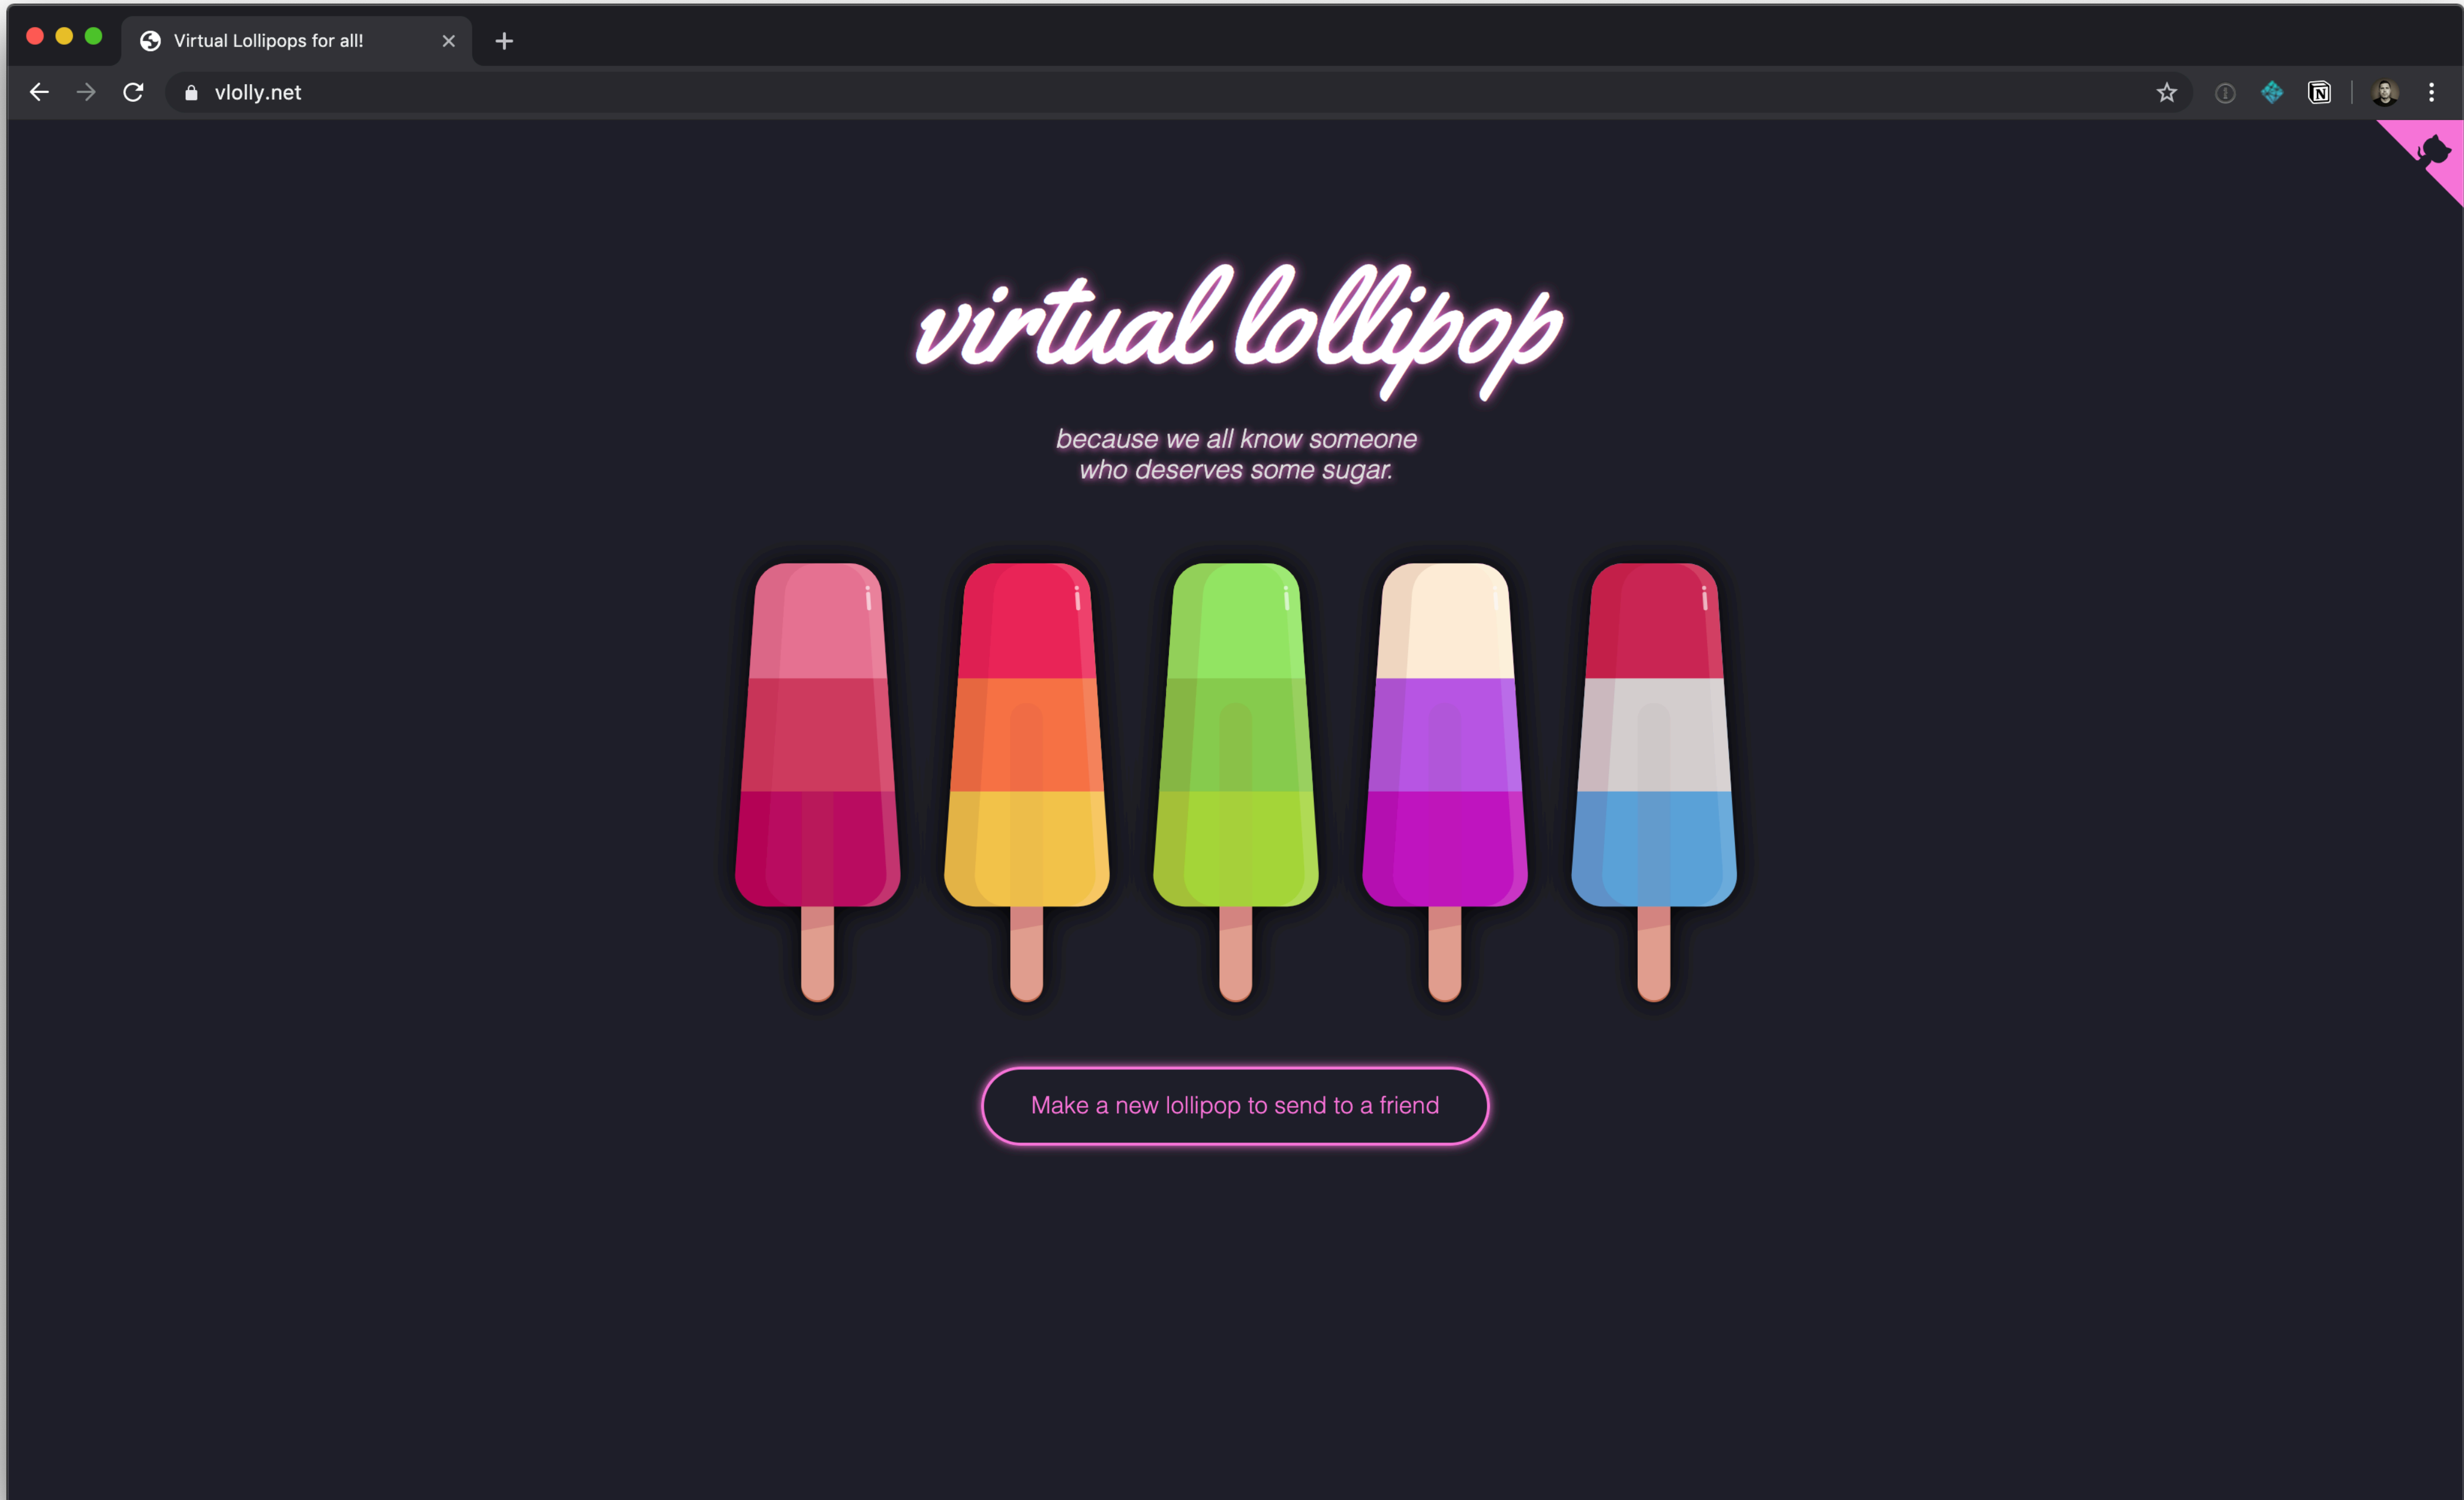 Virtual Lollipops for all!
vlolly.net
virtual lollipop
because we all know someone
who deserves some sugar.
Make a new lollipop to send to a friend